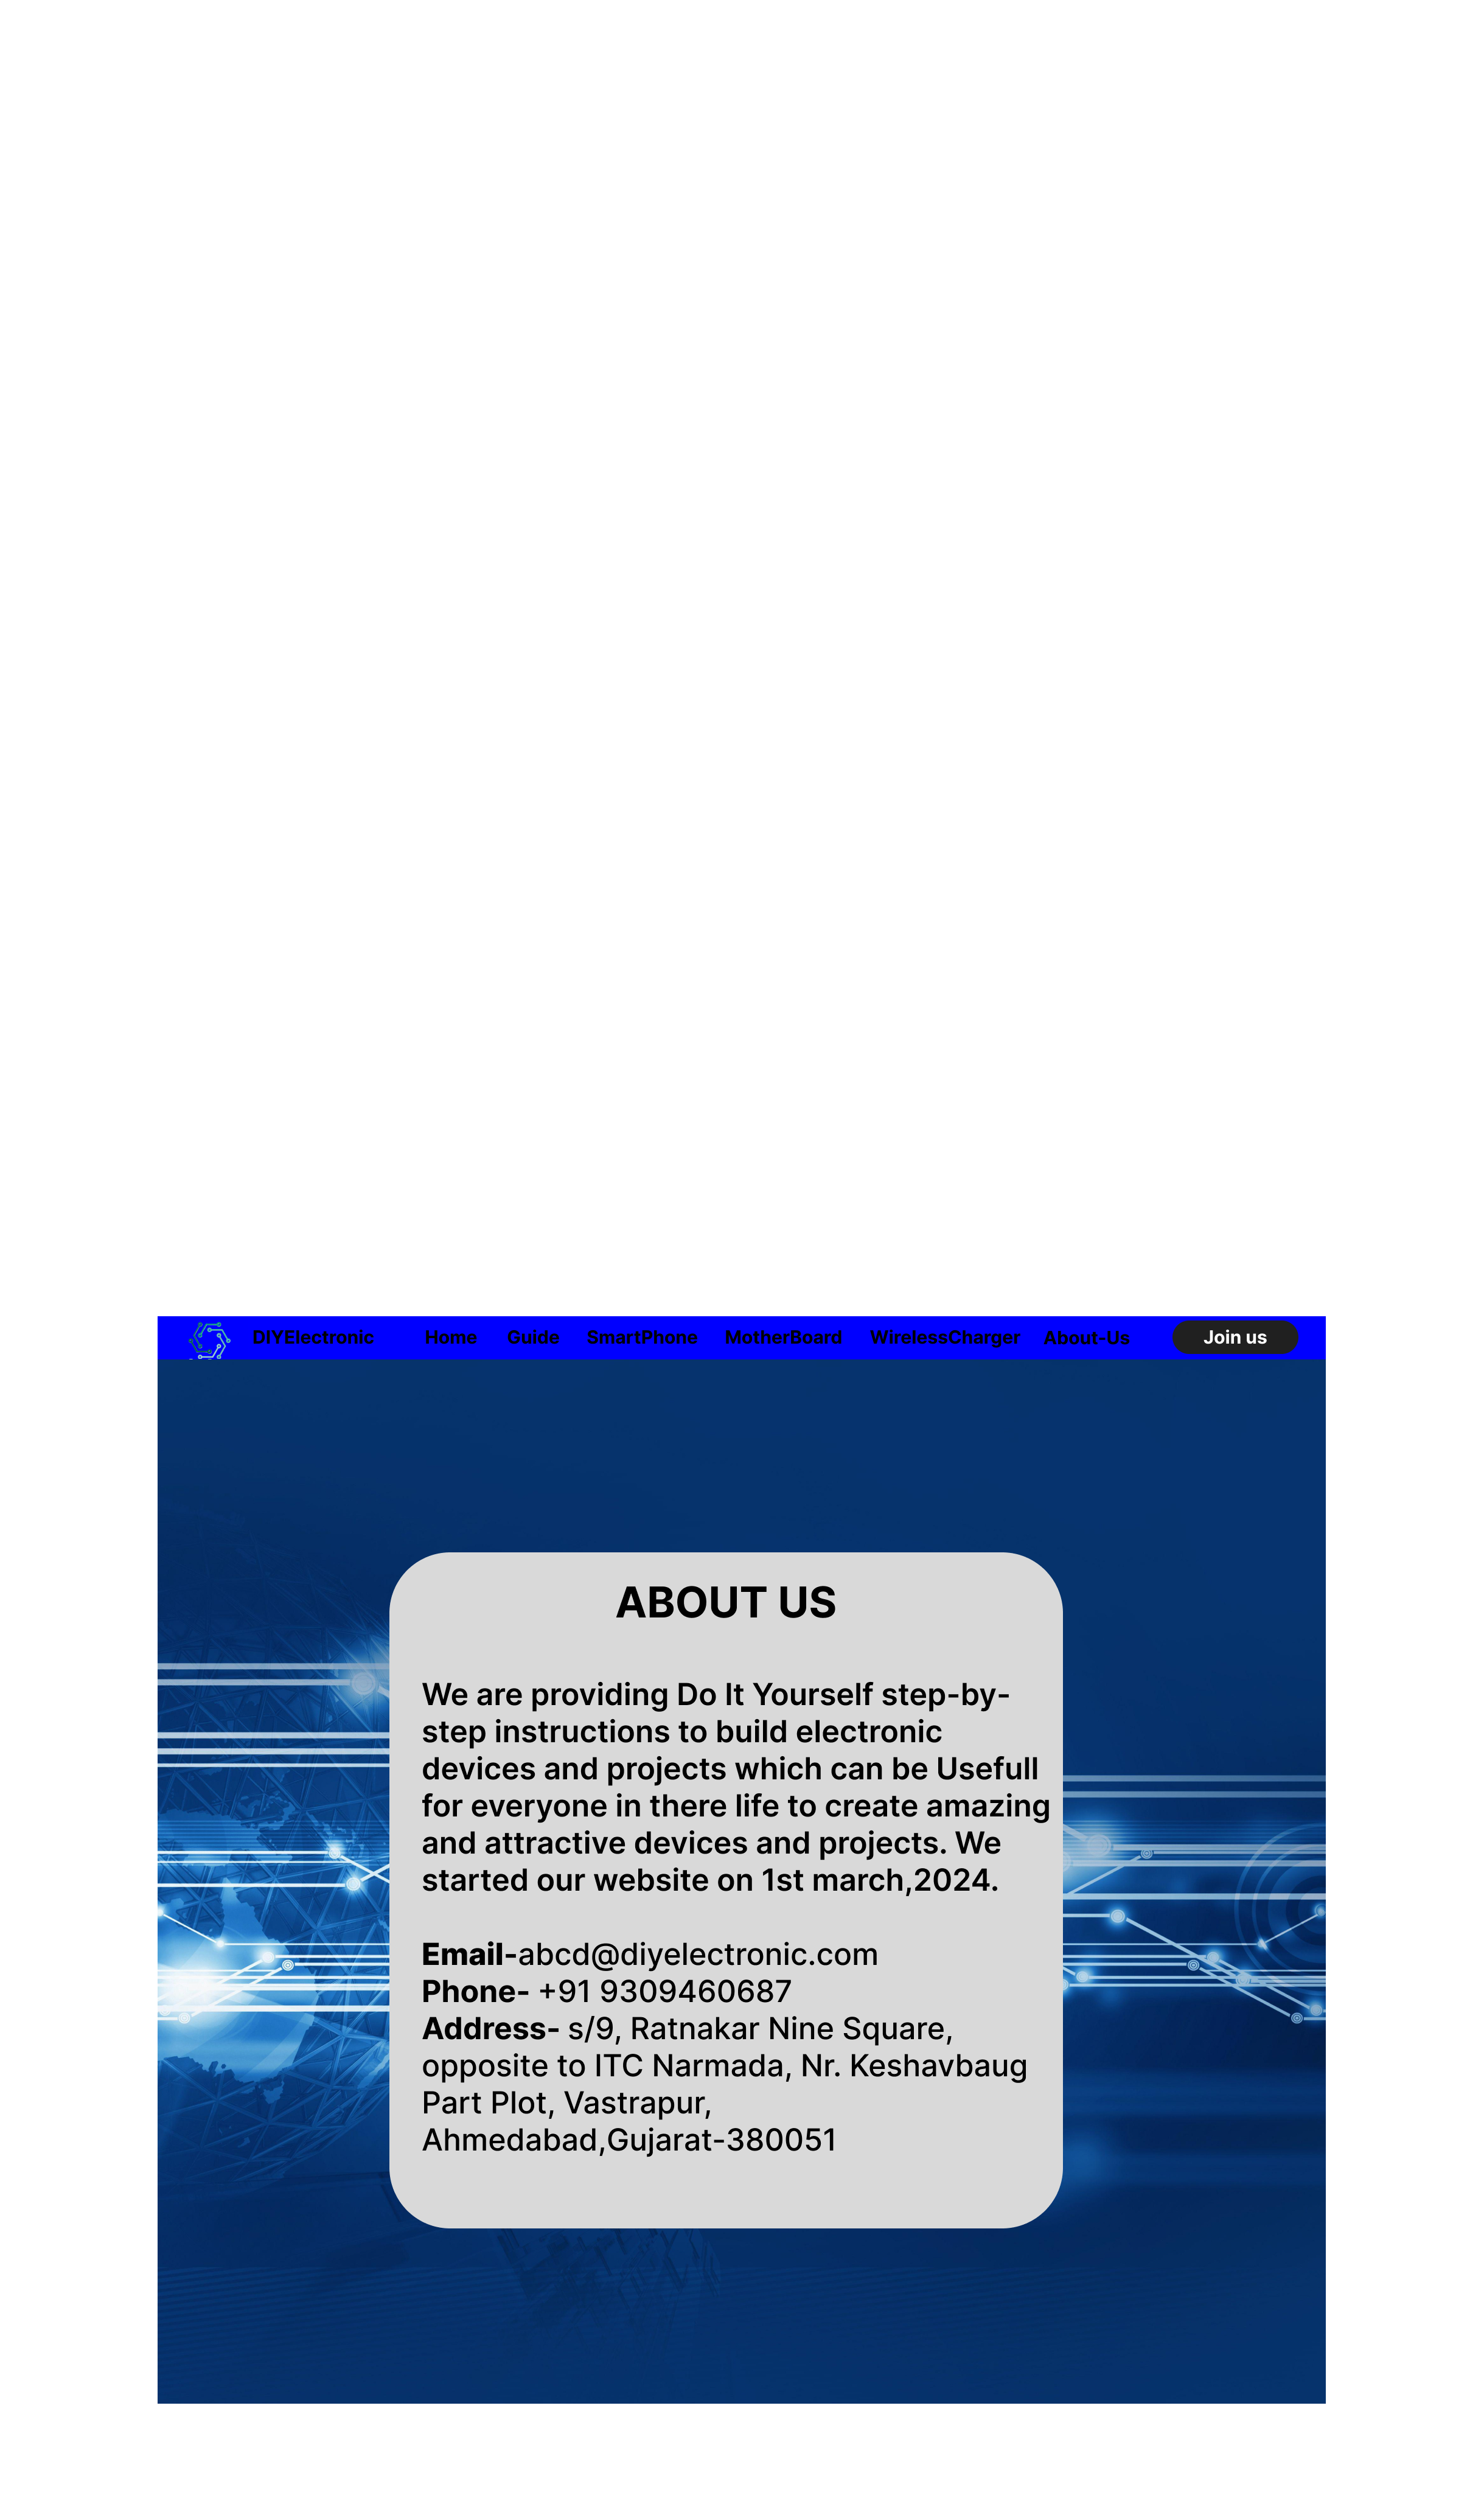 DIYElectronic Home Guide SmartPhone MotherBoard WirelessCharger About-Us Join us
ABOUT US
We are providing Do It Yourself step-by-
step instructions to build electronic
devices and projects which can be Usefull
for everyone in there life to create amazing
and attractive devices and projects. We
started our website on 1st march,2024.
Email-abcd@diyelectronic.com
Phone- +91 9309460687
Address- s/9, Ratnakar Nine Square,
opposite to ITC Narmada, Nr. Keshavbaug
Part Plot, Vastrapur,
Ahmedabad,Gujarat-380051